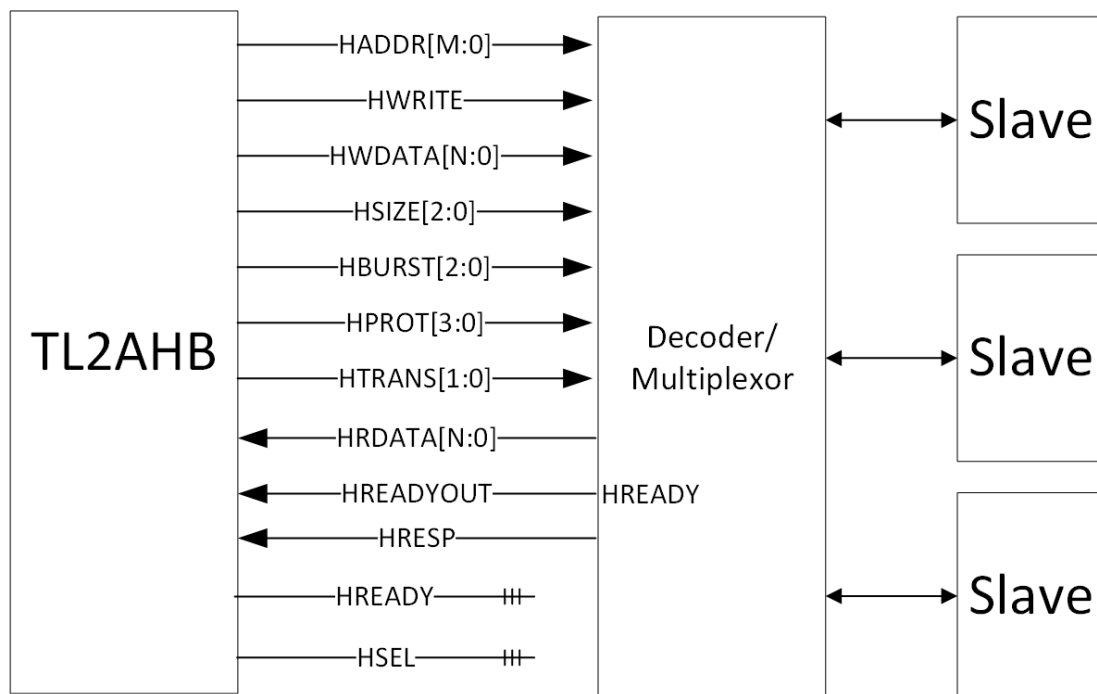 TL2AHB
HADDR[M:0]
HWRITE
HWDATA[N:0]
HSIZE[2:0]
HBURST[2:0]
HPROT[3:0]
HTRANS[1:0]
HRDATA[N:0]
HREADYOUT
HRESP
HREADY
HSEL
HREADY
Decoder/
Multiplexor
Slave
Slave
Slave